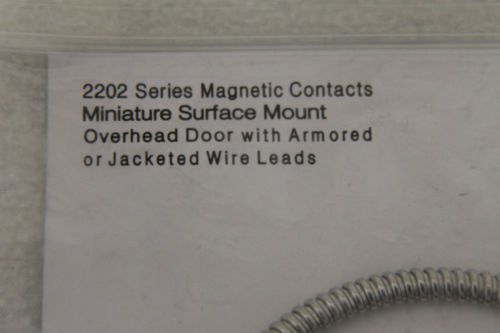 2202 Series Magnetic Contacts
Miniature Surface Mount
Overhead Door with Armored
or Jacketed Wire Leads